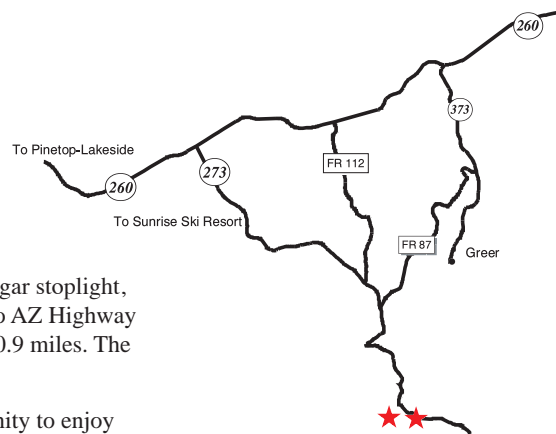 260
373
To Pinetop-Lakeside
FR 112
260
273
To Sunrise Ski Resort
FR 87
Greer
gar stoplight,
o AZ Highway
0.9 miles. The
nity to enjoy